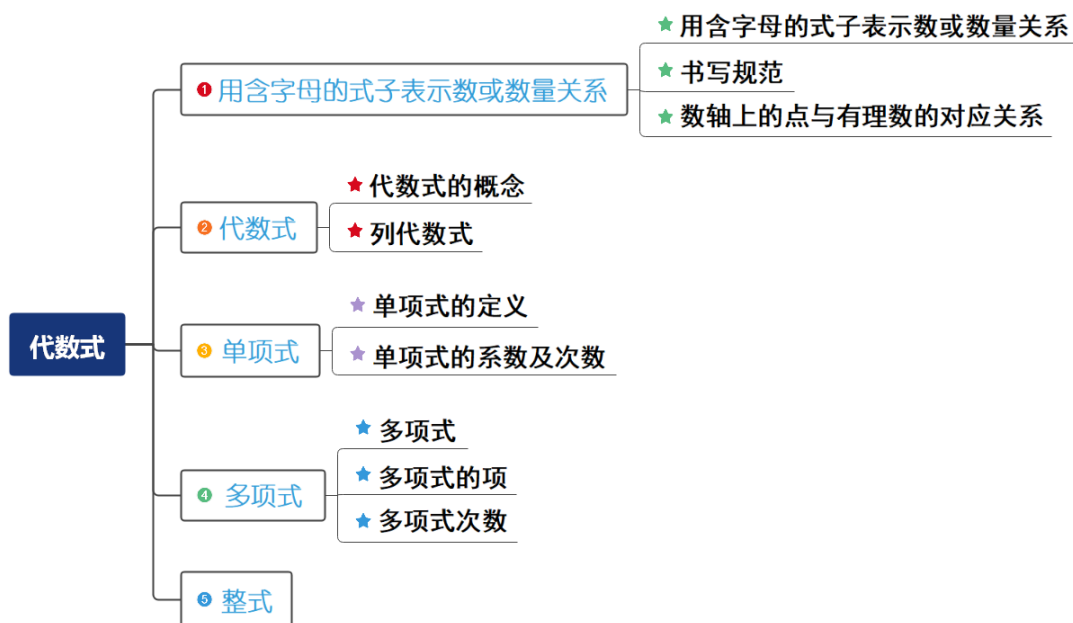 代数式
❶ 用含字母的式子表示数或数量关系
★ 用含字母的式子表示数或数量关系
★ 书写规范
★ 数轴上的点与有理数的对应关系
❷ 代数式
★ 代数式的概念
★ 列代数式
❸ 单项式
★ 单项式的定义
★ 单项式的系数及次数
❹ 多项式
★ 多项式
★ 多项式的项
★ 多项式次数
❺ 整式